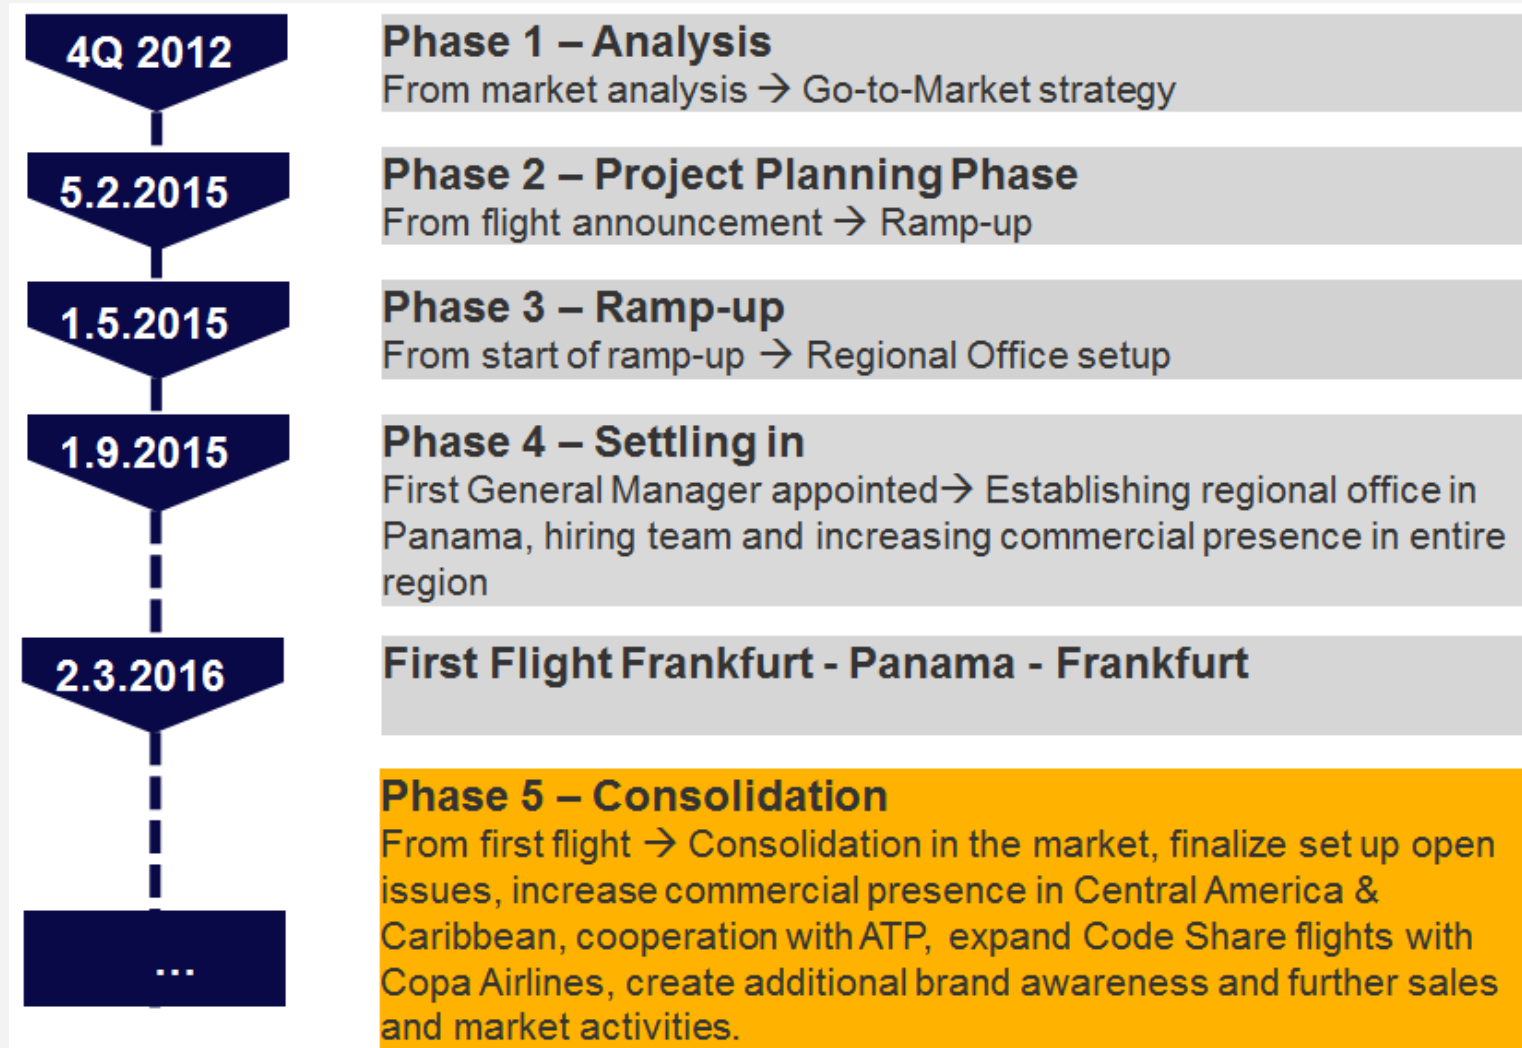 4Q 2012
Phase 1 – Analysis
From market analysis → Go-to-Market strategy
5.2.2015
Phase 2 – Project Planning Phase
From flight announcement → Ramp-up
1.5.2015
Phase 3 – Ramp-up
From start of ramp-up → Regional Office setup
1.9.2015
Phase 4 – Settling in
First General Manager appointed→ Establishing regional office in
Panama, hiring team and increasing commercial presence in entire
region
2.3.2016
First Flight Frankfurt - Panama - Frankfurt
Phase 5 – Consolidation
From first flight → Consolidation in the market, finalize set up open
issues, increase commercial presence in Central America &
Caribbean, cooperation with ATP, expand Code Share flights with
Copa Airlines, create additional brand awareness and further sales
and market activities.
...